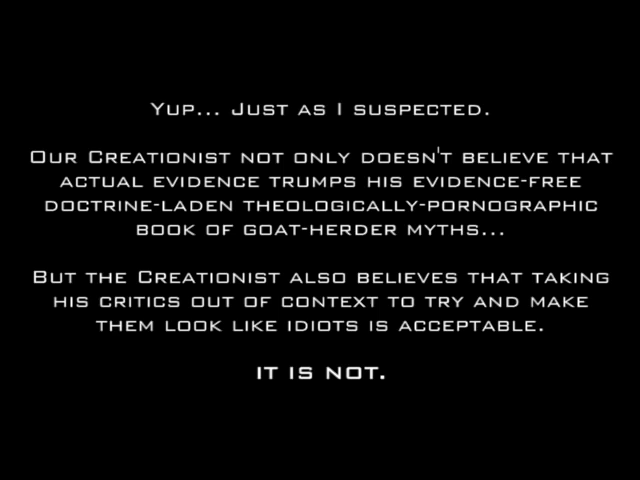 Yup... Just as I suspected.
Our Creationist not only doesn't believe that
actual evidence trumps his evidence-free
doctrine-laden theologically-pornographic
book of goat-herder myths...
But the Creationist also believes that taking
his critics out of context to try and make
them look like idiots is acceptable.
IT IS NOT.